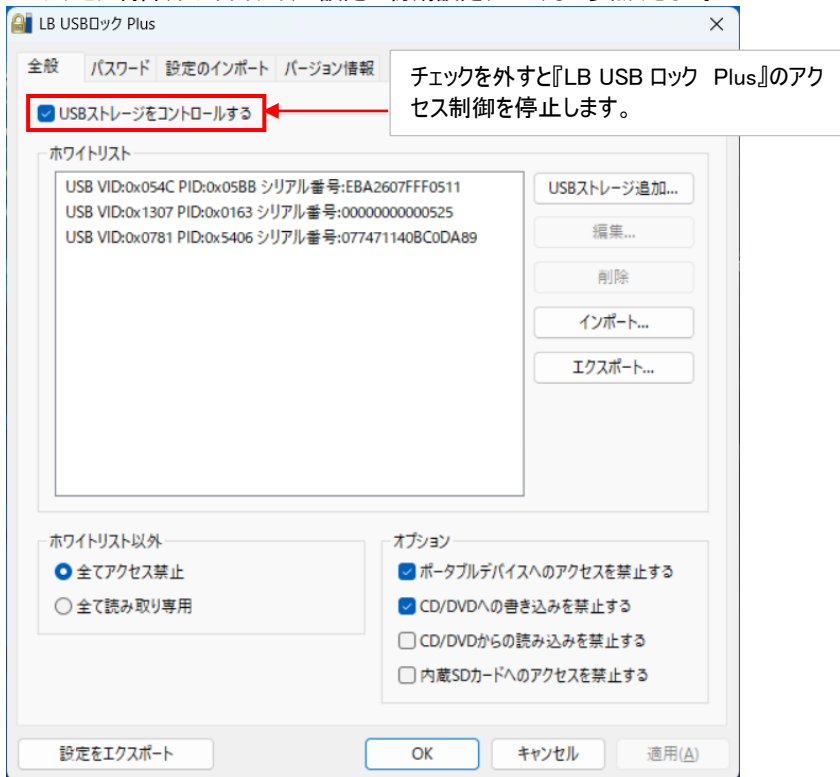 LB USBロック Plus
全般
パスワード
設定のインポート
バージョン情報
チェックを外すと『LB USB ロック　Plus』のアク
セス制御を停止します。
USBストレージをコントロールする
ホワイトリスト
USB VID:0x054C PID:0x05BB シリアル番号:EBA2607FFF0511
USB VID:0x1307 PID:0x0163 シリアル番号:00000000000525
USB VID:0x0781 PID:0x5406 シリアル番号:077471140BC0DA89
USBストレージ追加...
編集...
削除
インポート...
エクスポート...
ホワイトリスト以外
全てアクセス禁止
全て読み取り専用
オプション
ポータブルデバイスへのアクセスを禁止する
CD/DVDへの書き込みを禁止する
CD/DVDからの読み込みを禁止する
内蔵SDカードへのアクセスを禁止する
設定をエクスポート
OK
キャンセル
適用(A)